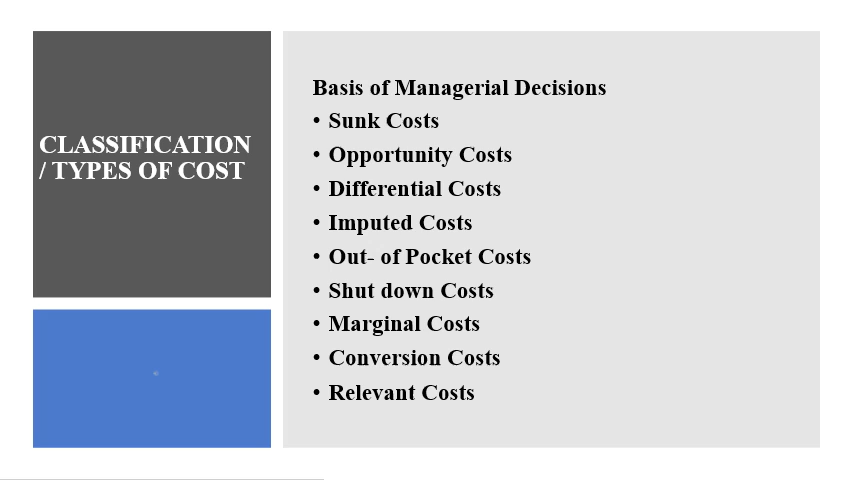 CLASSIFICATION
/ TYPES OF COST
Basis of Managerial Decisions
• Sunk Costs
• Opportunity Costs
• Differential Costs
• Imputed Costs
• Out- of Pocket Costs
• Shut down Costs
• Marginal Costs
• Conversion Costs
• Relevant Costs